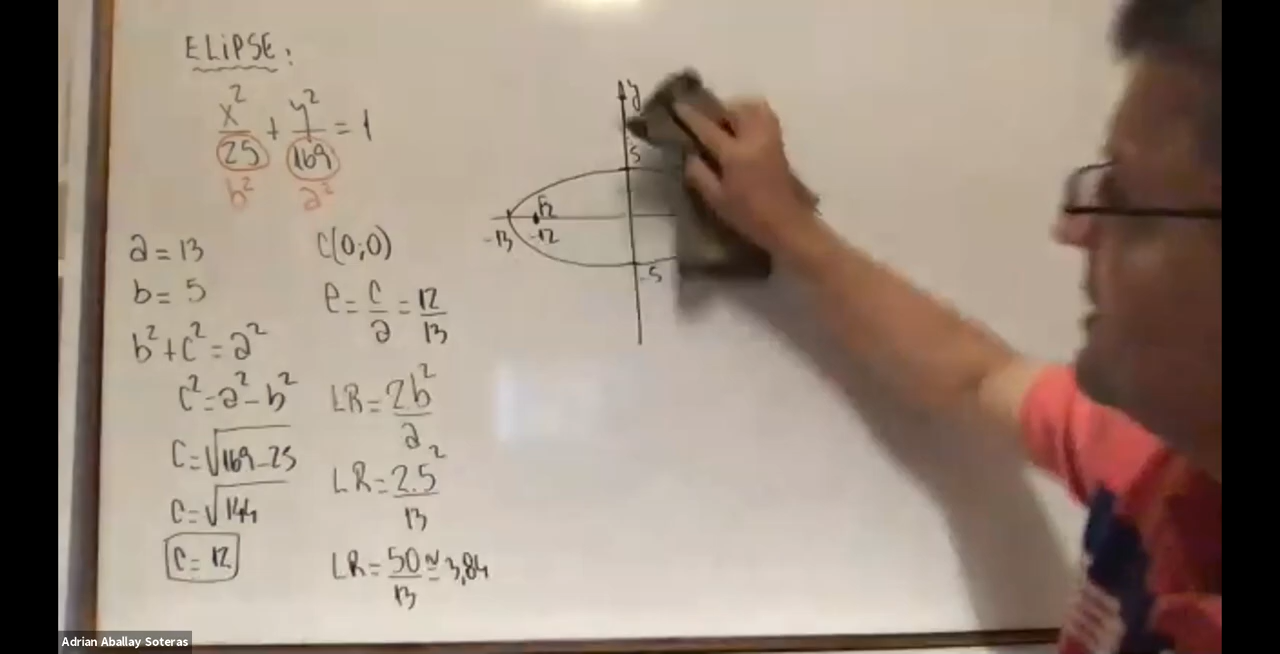 ELIPSE:
x²/25 + y²/169 = 1
b² a²
a = 13
b = 5
b² + c² = a²
c² = a² - b²
C = √169 - 25
C = √144
C = 12
C(0;0)
e = c/a = 12/13
LR = 2b²/a
LR = 2.5²/13
LR = 50/13 ≅ 3,84
y
5
F2
-13 -12
-5
Adrian Aballay Soteras